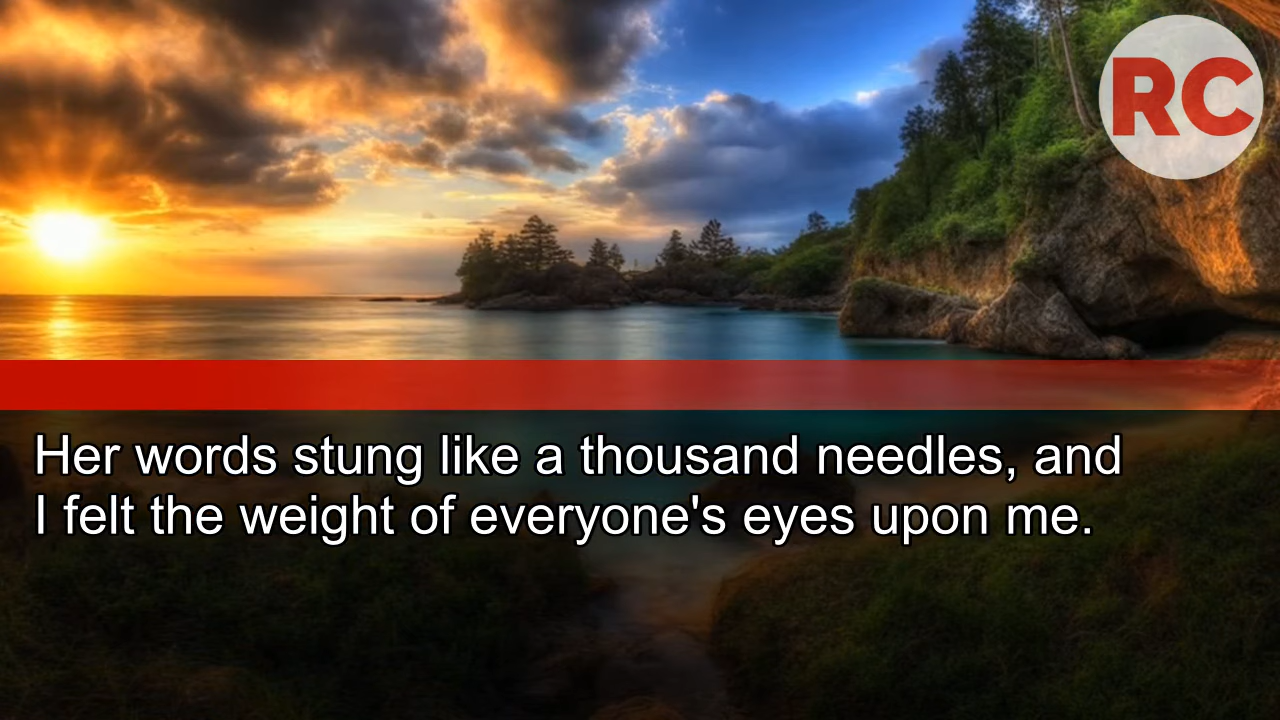 RC
Her words stung like a thousand needles, and
I felt the weight of everyone's eyes upon me.